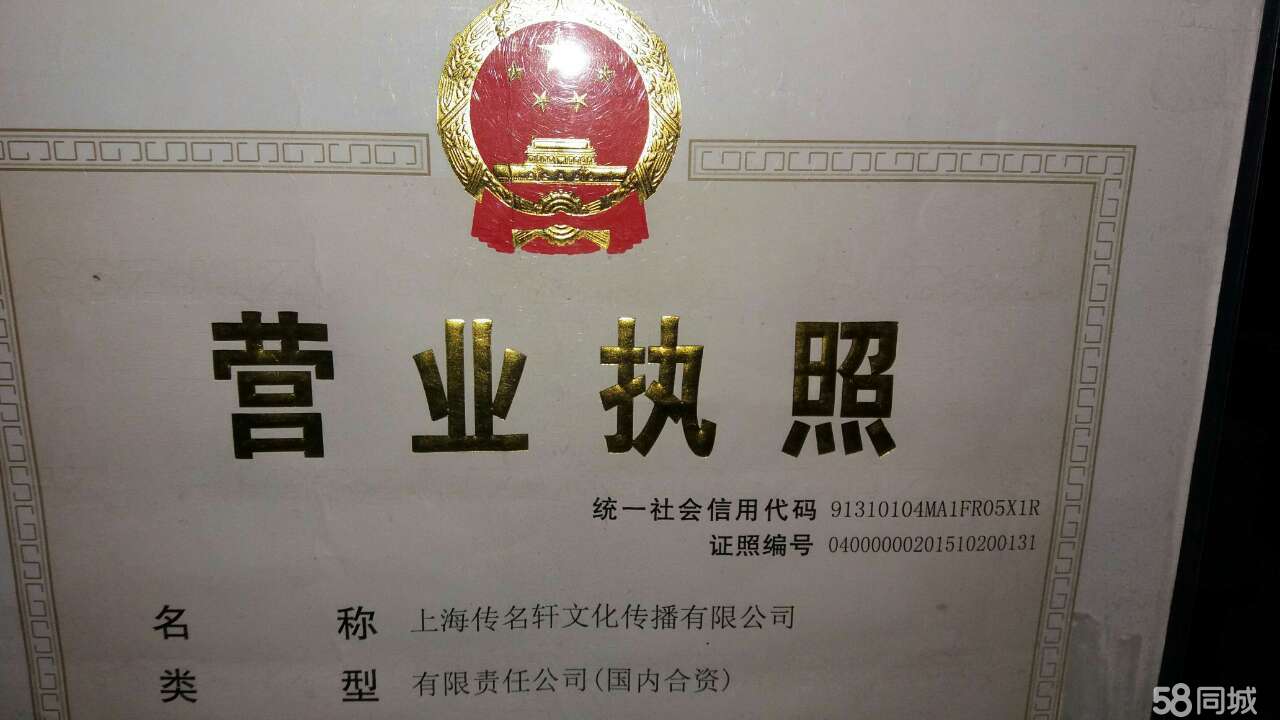 营业执照
统一社会信用代码 91310104MA1FR05X1R
证照编号 04000000201510200131
名称 上海传名轩文化传播有限公司
类型 有限责任公司(国内合资)
58同城